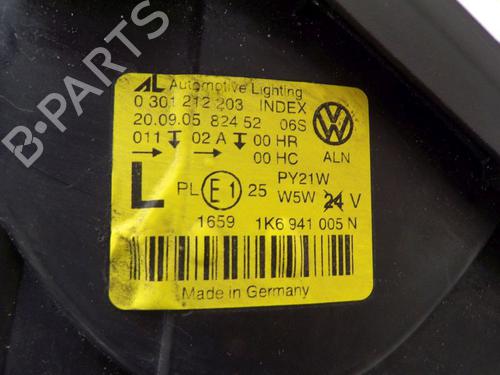 AL Automotive Lighting
0 301 212 203 INDEX
20.09.05 824 52 06S
011 02 A 00 HR
00 HC ALN
L PL E1 25 PY21W
W5W 24 V
1659 1K6 941 005 N
Made in Germany
B-PARTS